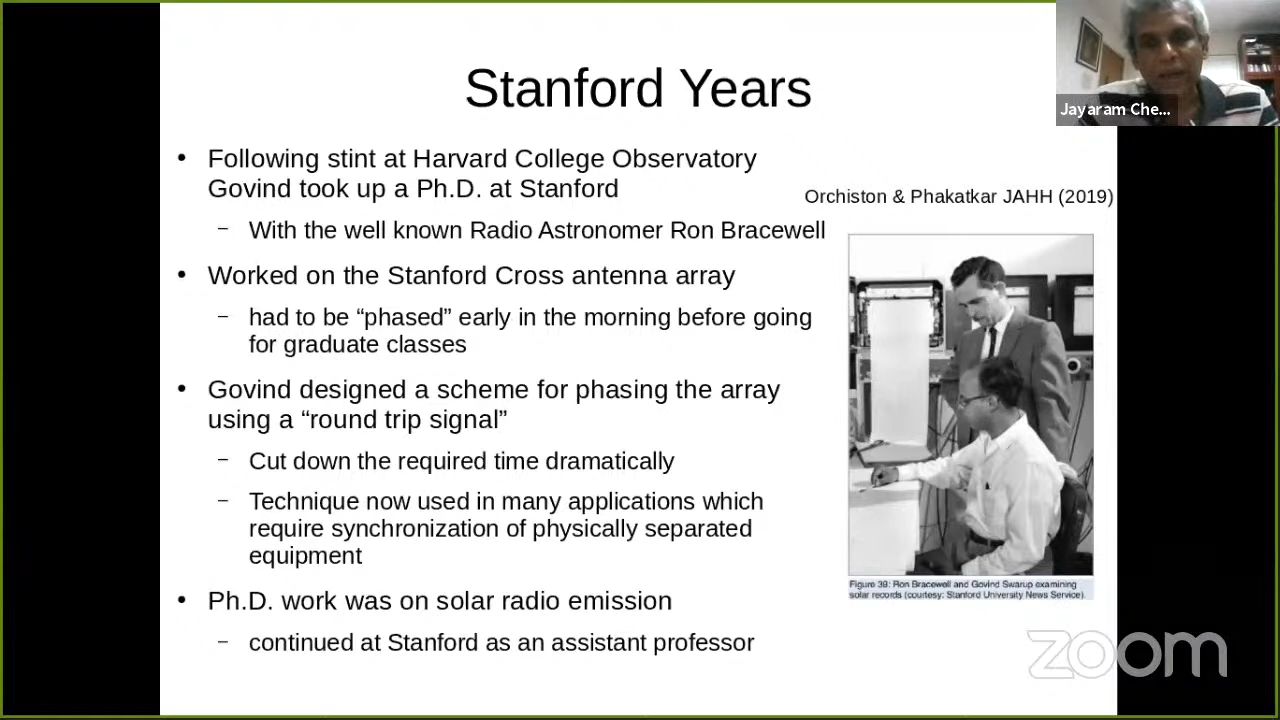 Stanford Years
Jayaram Che...
• Following stint at Harvard College Observatory
Govind took up a Ph.D. at Stanford
– With the well known Radio Astronomer Ron Bracewell
• Worked on the Stanford Cross antenna array
– had to be “phased” early in the morning before going
for graduate classes
• Govind designed a scheme for phasing the array
using a “round trip signal”
– Cut down the required time dramatically
– Technique now used in many applications which
require synchronization of physically separated
equipment
• Ph.D. work was on solar radio emission
– continued at Stanford as an assistant professor
Orchiston & Phakatkar JAHH (2019)
Figure 39: Ron Bracewell and Govind Swarup examining
solar records (courtesy: Stanford University News Service).
zoom